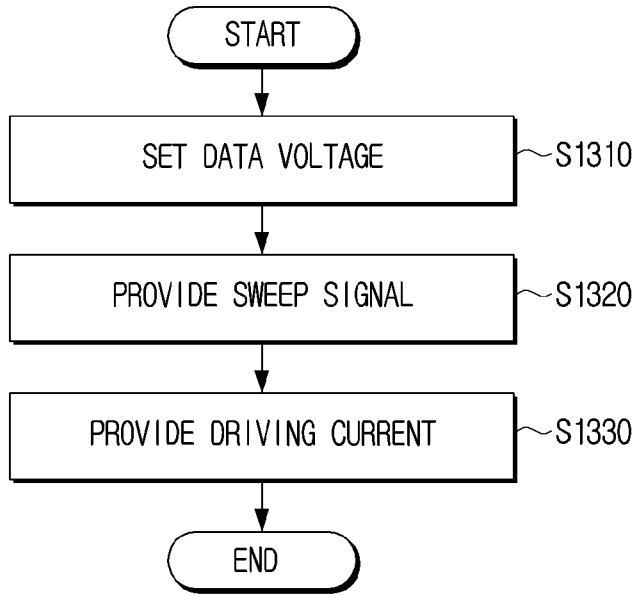 START
SET DATA VOLTAGE
S1310
PROVIDE SWEEP SIGNAL
S1320
PROVIDE DRIVING CURRENT
S1330
END